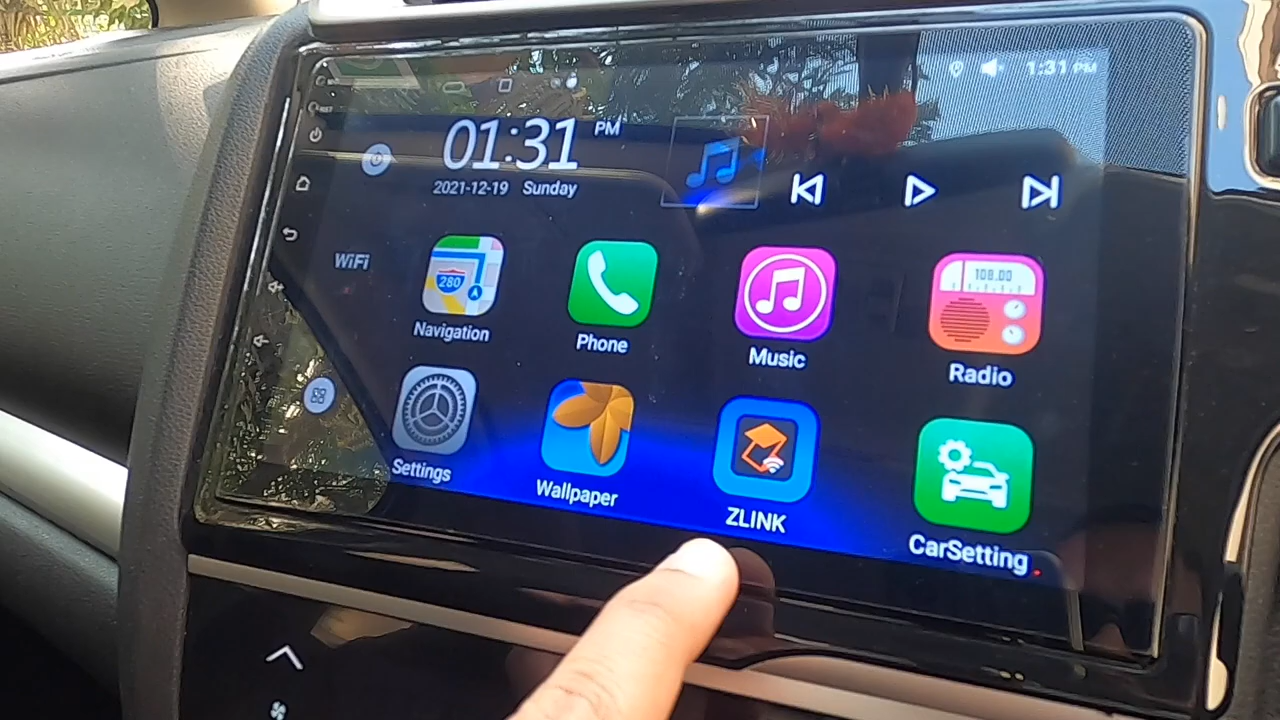 1:31 PM
01:31 PM
2021-12-19 Sunday
WiFi
280
108.00
Navigation
Phone
Music
Radio
Settings
Wallpaper
ZLINK
CarSetting